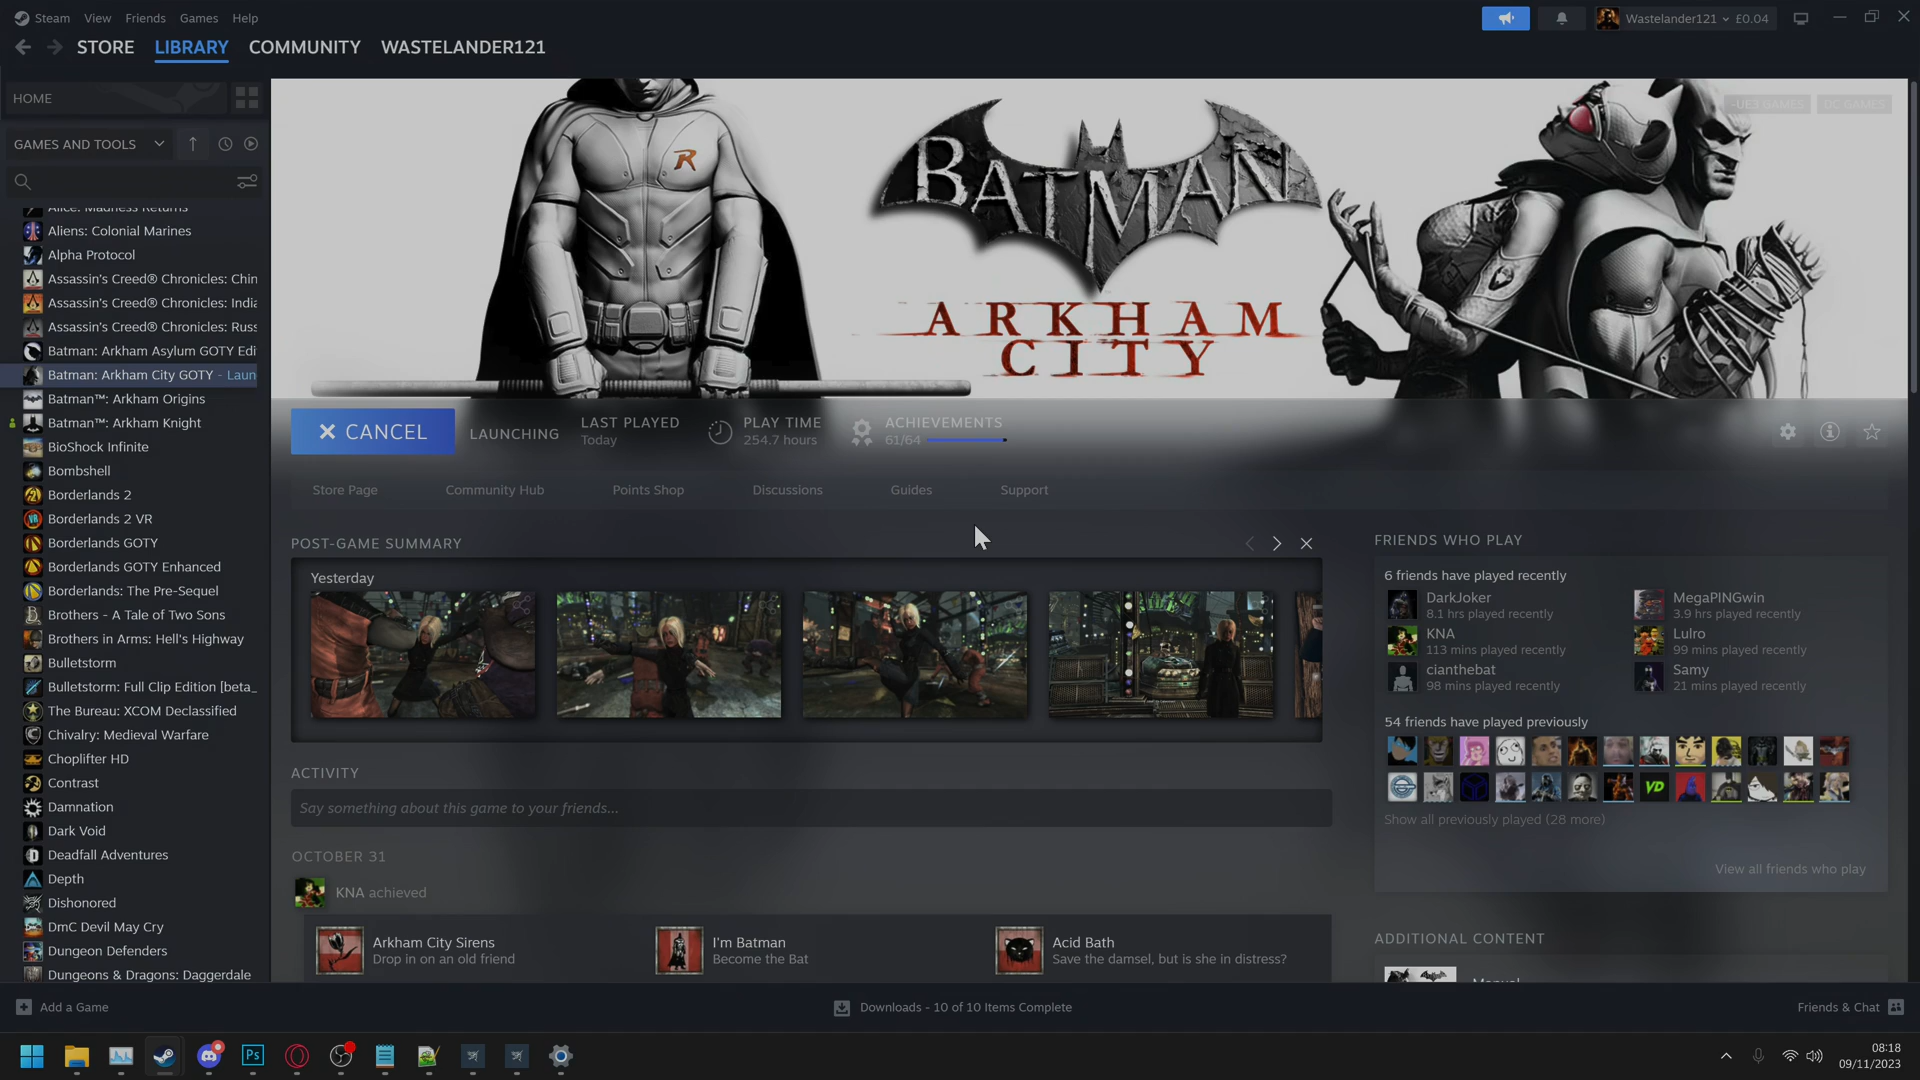 Steam View Friends Games Help
Wastelander121 £0.04
STORE LIBRARY COMMUNITY WASTELANDER121
HOME
GAMES AND TOOLS
Alice: Madness Returns
Aliens: Colonial Marines
Alpha Protocol
Assassin's Creed® Chronicles: Chin
Assassin's Creed® Chronicles: India
Assassin's Creed® Chronicles: Russ
Batman: Arkham Asylum GOTY Edi
Batman: Arkham City GOTY - Laun
Batman™: Arkham Origins
Batman™: Arkham Knight
BioShock Infinite
Bombshell
Borderlands 2
Borderlands 2 VR
Borderlands GOTY
Borderlands GOTY Enhanced
Borderlands: The Pre-Sequel
Brothers - A Tale of Two Sons
Brothers in Arms: Hell's Highway
Bulletstorm
Bulletstorm: Full Clip Edition [beta_
The Bureau: XCOM Declassified
Chivalry: Medieval Warfare
Choplifter HD
Contrast
Damnation
Dark Void
Deadfall Adventures
Depth
Dishonored
DmC Devil May Cry
Dungeon Defenders
Dungeons & Dragons: Daggerdale
-UE3 GAMES DC GAMES
R
BATMAN
ARKHAM
CITY
CANCEL
LAUNCHING
LAST PLAYED
Today
PLAY TIME
254.7 hours
ACHIEVEMENTS
61/64
Store Page Community Hub Points Shop Discussions Guides Support
POST-GAME SUMMARY
Yesterday
ACTIVITY
Say something about this game to your friends...
OCTOBER 31
KNA achieved
Arkham City Sirens
Drop in on an old friend
I'm Batman
Become the Bat
Acid Bath
Save the damsel, but is she in distress?
FRIENDS WHO PLAY
6 friends have played recently
DarkJoker
8.1 hrs played recently
MegaPINGwin
3.9 hrs played recently
KNA
113 mins played recently
Lulro
99 mins played recently
cianthebat
98 mins played recently
Samy
21 mins played recently
54 friends have played previously
VD
Show all previously played (28 more)
View all friends who play
ADDITIONAL CONTENT
Manual
Add a Game
Downloads - 10 of 10 Items Complete
Friends & Chat
Ps
08:18
09/11/2023